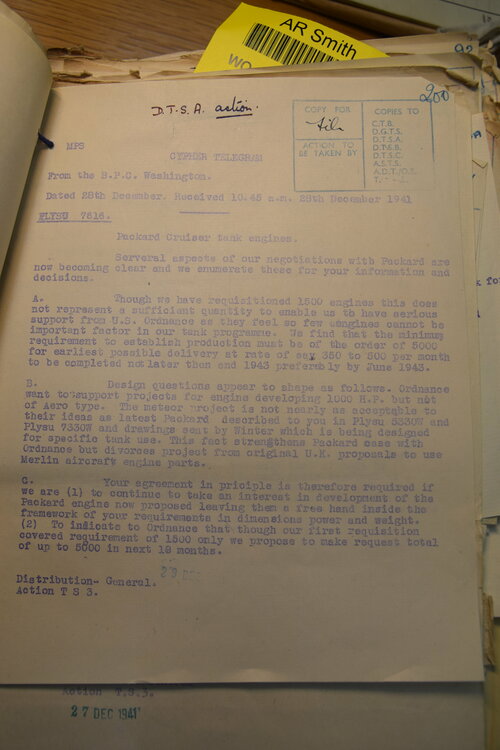 AR Smith
WO
200
D.T.S.A. action.
COPY FOR
file
ACTION TO
BE TAKEN BY
COPIES TO
C.T.B.
D.G.T.S.
D.T.S.A.
D.T.&B.
D.T.S.C.
A.S.T.S.
A.D.T./O.S.
MPS
CYPHER TELEGRAM
From the B.P.C. Washington.
Dated 28th December. Received 10.45 a.m. 28th December 1941
PLYSU 7616.
Packard Cruiser tank engines.
Serveral aspects of our negotiations with Packard are
now becoming clear and we enumerate these for your information and
decisions.
A. Though we have requisitioned 1500 engines this does
not represent a sufficient quantity to enable us to have serious
support from U.S. Ordnance as they feel so few engines cannot be
important factor in our tank programme. We find that the minimum
requirement to establish production must be of the order of 5000
for earliest possible delivery at rate of say 350 to 500 per month
to be completed not later then end 1943 preferably by June 1943.
B. Design questions appear to shape as follows. Ordnance
want to support projects for engine developing 1000 H.P. but not
of Aero type. The meteor project is not nearly as acceptable to
their ideas as latest Packard described to you in Plysu 5330W and
Plysu 7330W and drawings sent by Winter which is being designed
for specific tank use. This fact strengthens Packard case with
Ordnance but divorces project from original U.K. proposals to use
Merlin aircraft engine parts.
C. Your agreement in priciple is therefore required if
we are (1) to continue to take an interest in development of the
Packard engine now proposed leaving them a free hand inside the
framework of your requirements in dimensions power and weight.
(2) To indicate to Ordnance that though our first requisition
covered requirement of 1500 only we propose to make request total
of up to 5000 in next 18 months.
29 DEC
Distribution- General.
Action T S 3.
Action T.S.3.
27 DEC 1941